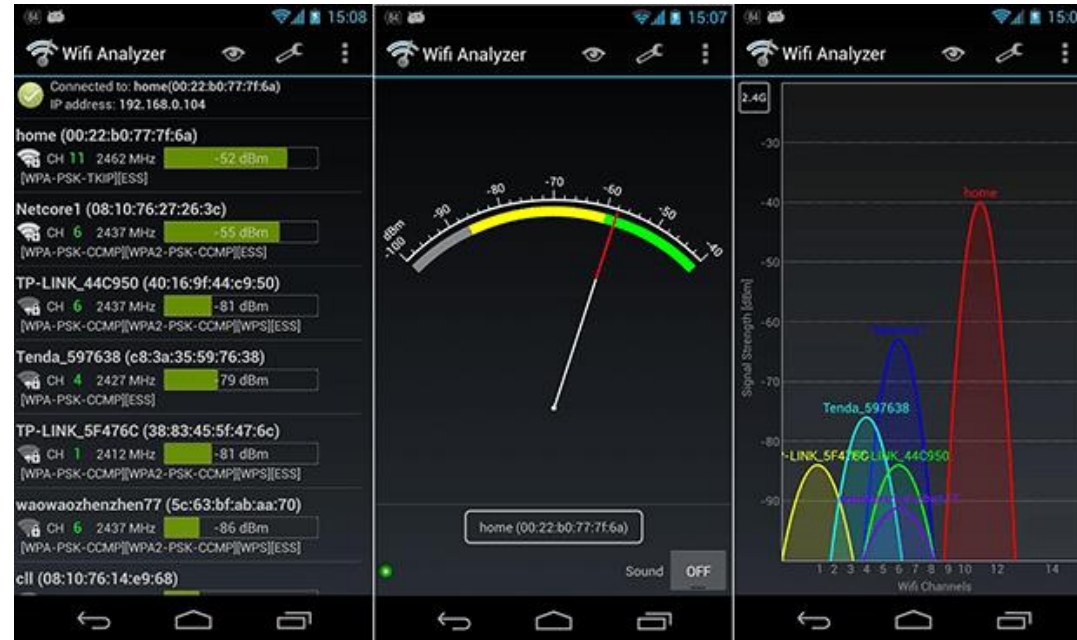 84
15:08
Wifi Analyzer
Connected to: home(00:22:b0:77:7f:6a)
IP address: 192.168.0.104
home (00:22:b0:77:7f:6a)
CH 11 2462 MHz -52 dBm
[WPA-PSK-TKIP][ESS]
Netcore1 (08:10:76:27:26:3c)
CH 6 2437 MHz -55 dBm
[WPA-PSK-CCMP][WPA2-PSK-CCMP][ESS]
TP-LINK_44C950 (40:16:9f:44:c9:50)
CH 6 2437 MHz -81 dBm
[WPA-PSK-CCMP][WPA2-PSK-CCMP][WPS][ESS]
Tenda_597638 (c8:3a:35:59:76:38)
CH 4 2427 MHz -79 dBm
[WPA-PSK-CCMP][ESS]
TP-LINK_5F476C (38:83:45:5f:47:6c)
CH 1 2412 MHz -81 dBm
[WPA-PSK-CCMP][WPA2-PSK-CCMP][WPS][ESS]
waowaozhenzhen77 (5c:63:bf:ab:aa:70)
CH 6 2437 MHz -86 dBm
[WPA-PSK-CCMP][WPA2-PSK-CCMP][WPS][ESS]
cll (08:10:76:14:e9:68)
84
15:07
Wifi Analyzer
dBm
-100 -90 -80 -70 -60 -50 -40
home (00:22:b0:77:7f:6a)
Sound OFF
84
15:0
Wifi Analyzer
2.4G
Signal Strength [dBm]
-30
-40
-50
-60
-70
-80
-90
home
Tenda_597638
-LINK_5F476C
-LINK_44C950
1 2 3 4 5 6 7 8 9 10 12 14
Wifi Channels